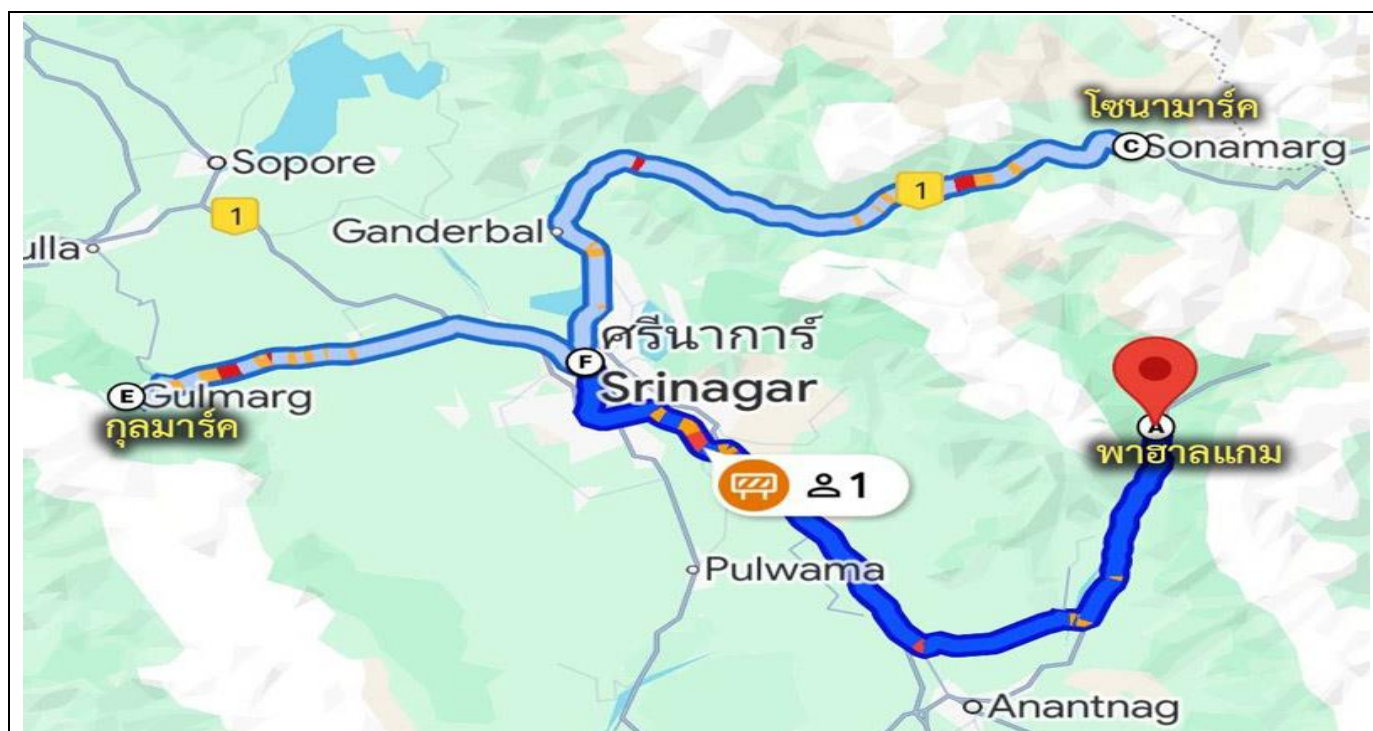 โซนามาร์ค
C
Sonamarg
Sopore
1
1
Ganderbal
ulla
ศรีนาการ์
F
Srinagar
E
Gulmarg
กุลมาร์ค
A
พาฮาลแกม
1
Pulwama
Anantnag